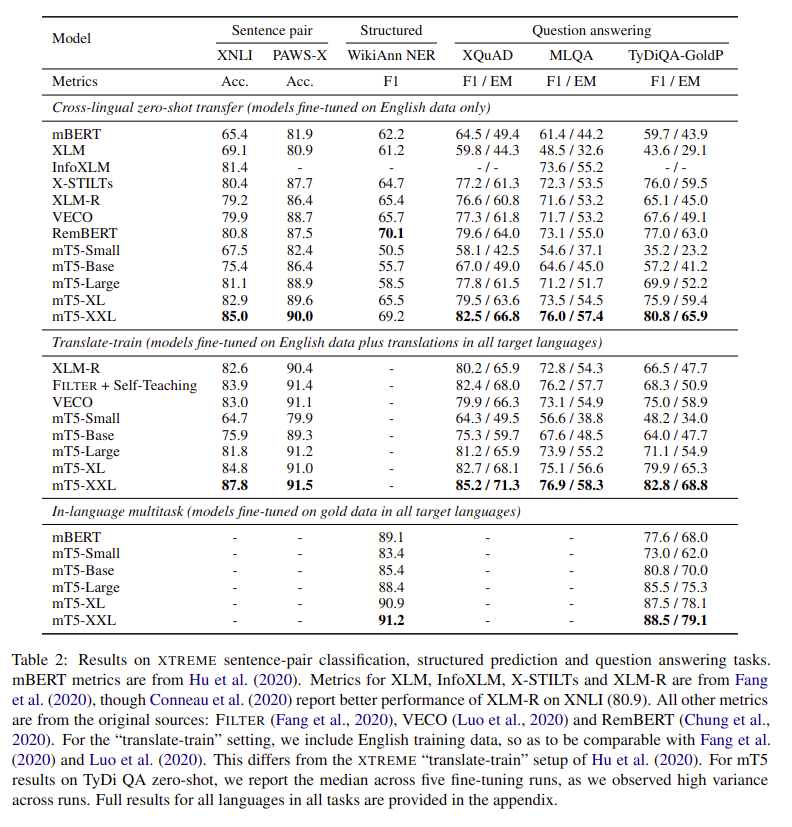 Model Sentence pair Structured Question answering
XNLI PAWS-X WikiAnn NER XQuAD MLQA TyDiQA-GoldP
Metrics Acc. Acc. F1 F1 / EM F1 / EM F1 / EM
Cross-lingual zero-shot transfer (models fine-tuned on English data only)
mBERT 65.4 81.9 62.2 64.5 / 49.4 61.4 / 44.2 59.7 / 43.9
XLM 69.1 80.9 61.2 59.8 / 44.3 48.5 / 32.6 43.6 / 29.1
InfoXLM 81.4 - - - / - 73.6 / 55.2 - / -
X-STILTs 80.4 87.7 64.7 77.2 / 61.3 72.3 / 53.5 76.0 / 59.5
XLM-R 79.2 86.4 65.4 76.6 / 60.8 71.6 / 53.2 65.1 / 45.0
VECO 79.9 88.7 65.7 77.3 / 61.8 71.7 / 53.2 67.6 / 49.1
RemBERT 80.8 87.5 70.1 79.6 / 64.0 73.1 / 55.0 77.0 / 63.0
mT5-Small 67.5 82.4 50.5 58.1 / 42.5 54.6 / 37.1 35.2 / 23.2
mT5-Base 75.4 86.4 55.7 67.0 / 49.0 64.6 / 45.0 57.2 / 41.2
mT5-Large 81.1 88.9 58.5 77.8 / 61.5 71.2 / 51.7 69.9 / 52.2
mT5-XL 82.9 89.6 65.5 79.5 / 63.6 73.5 / 54.5 75.9 / 59.4
mT5-XXL 85.0 90.0 69.2 82.5 / 66.8 76.0 / 57.4 80.8 / 65.9
Translate-train (models fine-tuned on English data plus translations in all target languages)
XLM-R 82.6 90.4 - 80.2 / 65.9 72.8 / 54.3 66.5 / 47.7
FILTER + Self-Teaching 83.9 91.4 - 82.4 / 68.0 76.2 / 57.7 68.3 / 50.9
VECO 83.0 91.1 - 79.9 / 66.3 73.1 / 54.9 75.0 / 58.9
mT5-Small 64.7 79.9 - 64.3 / 49.5 56.6 / 38.8 48.2 / 34.0
mT5-Base 75.9 89.3 - 75.3 / 59.7 67.6 / 48.5 64.0 / 47.7
mT5-Large 81.8 91.2 - 81.2 / 65.9 73.9 / 55.2 71.1 / 54.9
mT5-XL 84.8 91.0 - 82.7 / 68.1 75.1 / 56.6 79.9 / 65.3
mT5-XXL 87.8 91.5 - 85.2 / 71.3 76.9 / 58.3 82.8 / 68.8
In-language multitask (models fine-tuned on gold data in all target languages)
mBERT - - 89.1 - - 77.6 / 68.0
mT5-Small - - 83.4 - - 73.0 / 62.0
mT5-Base - - 85.4 - - 80.8 / 70.0
mT5-Large - - 88.4 - - 85.5 / 75.3
mT5-XL - - 90.9 - - 87.5 / 78.1
mT5-XXL - - 91.2 - - 88.5 / 79.1
Table 2: Results on XTREME sentence-pair classification, structured prediction and question answering tasks.
mBERT metrics are from Hu et al. (2020). Metrics for XLM, InfoXLM, X-STILTs and XLM-R are from Fang
et al. (2020), though Conneau et al. (2020) report better performance of XLM-R on XNLI (80.9). All other metrics
are from the original sources: FILTER (Fang et al., 2020), VECO (Luo et al., 2020) and RemBERT (Chung et al.,
2020). For the “translate-train” setting, we include English training data, so as to be comparable with Fang et al.
(2020) and Luo et al. (2020). This differs from the XTREME “translate-train” setup of Hu et al. (2020). For mT5
results on TyDi QA zero-shot, we report the median across five fine-tuning runs, as we observed high variance
across runs. Full results for all languages in all tasks are provided in the appendix.